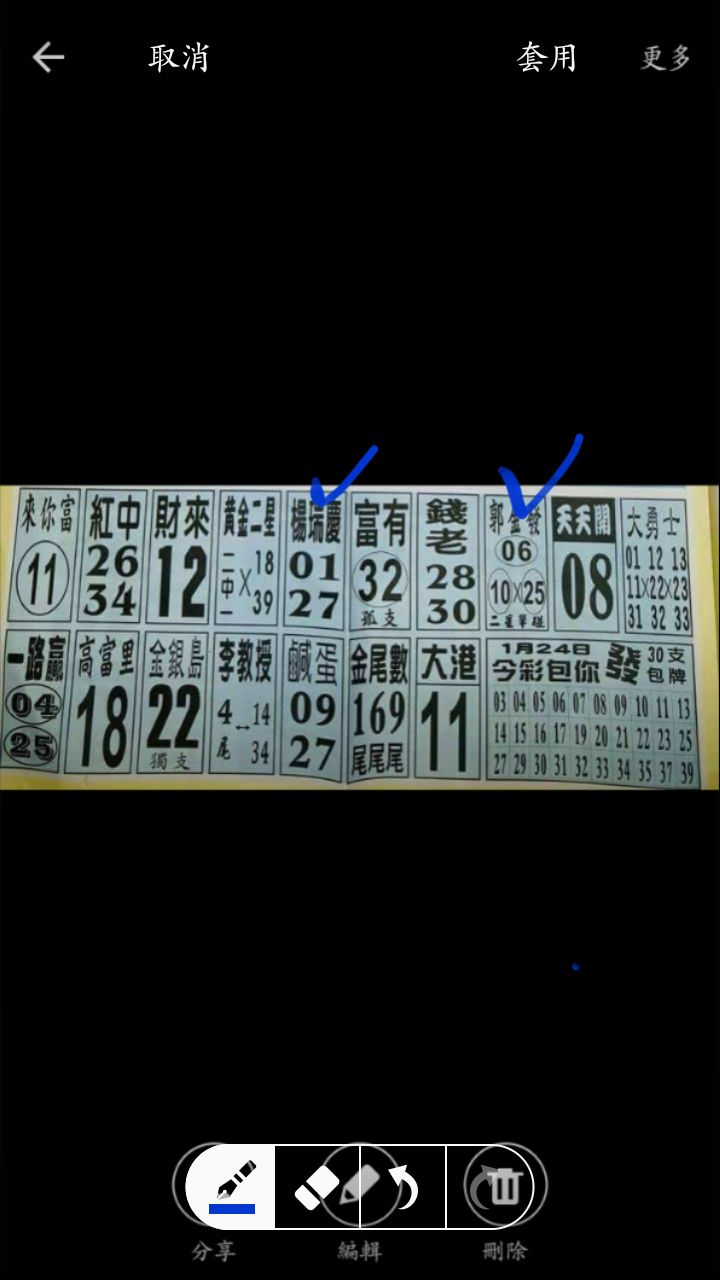 取消 套用 更多
來你富 紅中 財來 黃金二星 楊瑞慶 富有 錢老 郭金發 天天開 大勇士
11
26
34
12
二中一 18 × 39
01
27
32
孤支
28
30
06
10×25
二星單碰
08
01 12 13
11×22×23
31 32 33
一路贏 高富里 金銀島 李教授 鹹蛋 金尾數 大港
04
25
18
22
獨支
4尾 ↔ 14 34
09
27
169
尾尾尾
11
1月24日
今彩包你發 30支包牌
03 04 05 06 07 08 09 10 11 13
14 15 17 18 19 20 21 22 23 25
27 29 30 31 32 33 34 35 37 39
分享 編輯 刪除